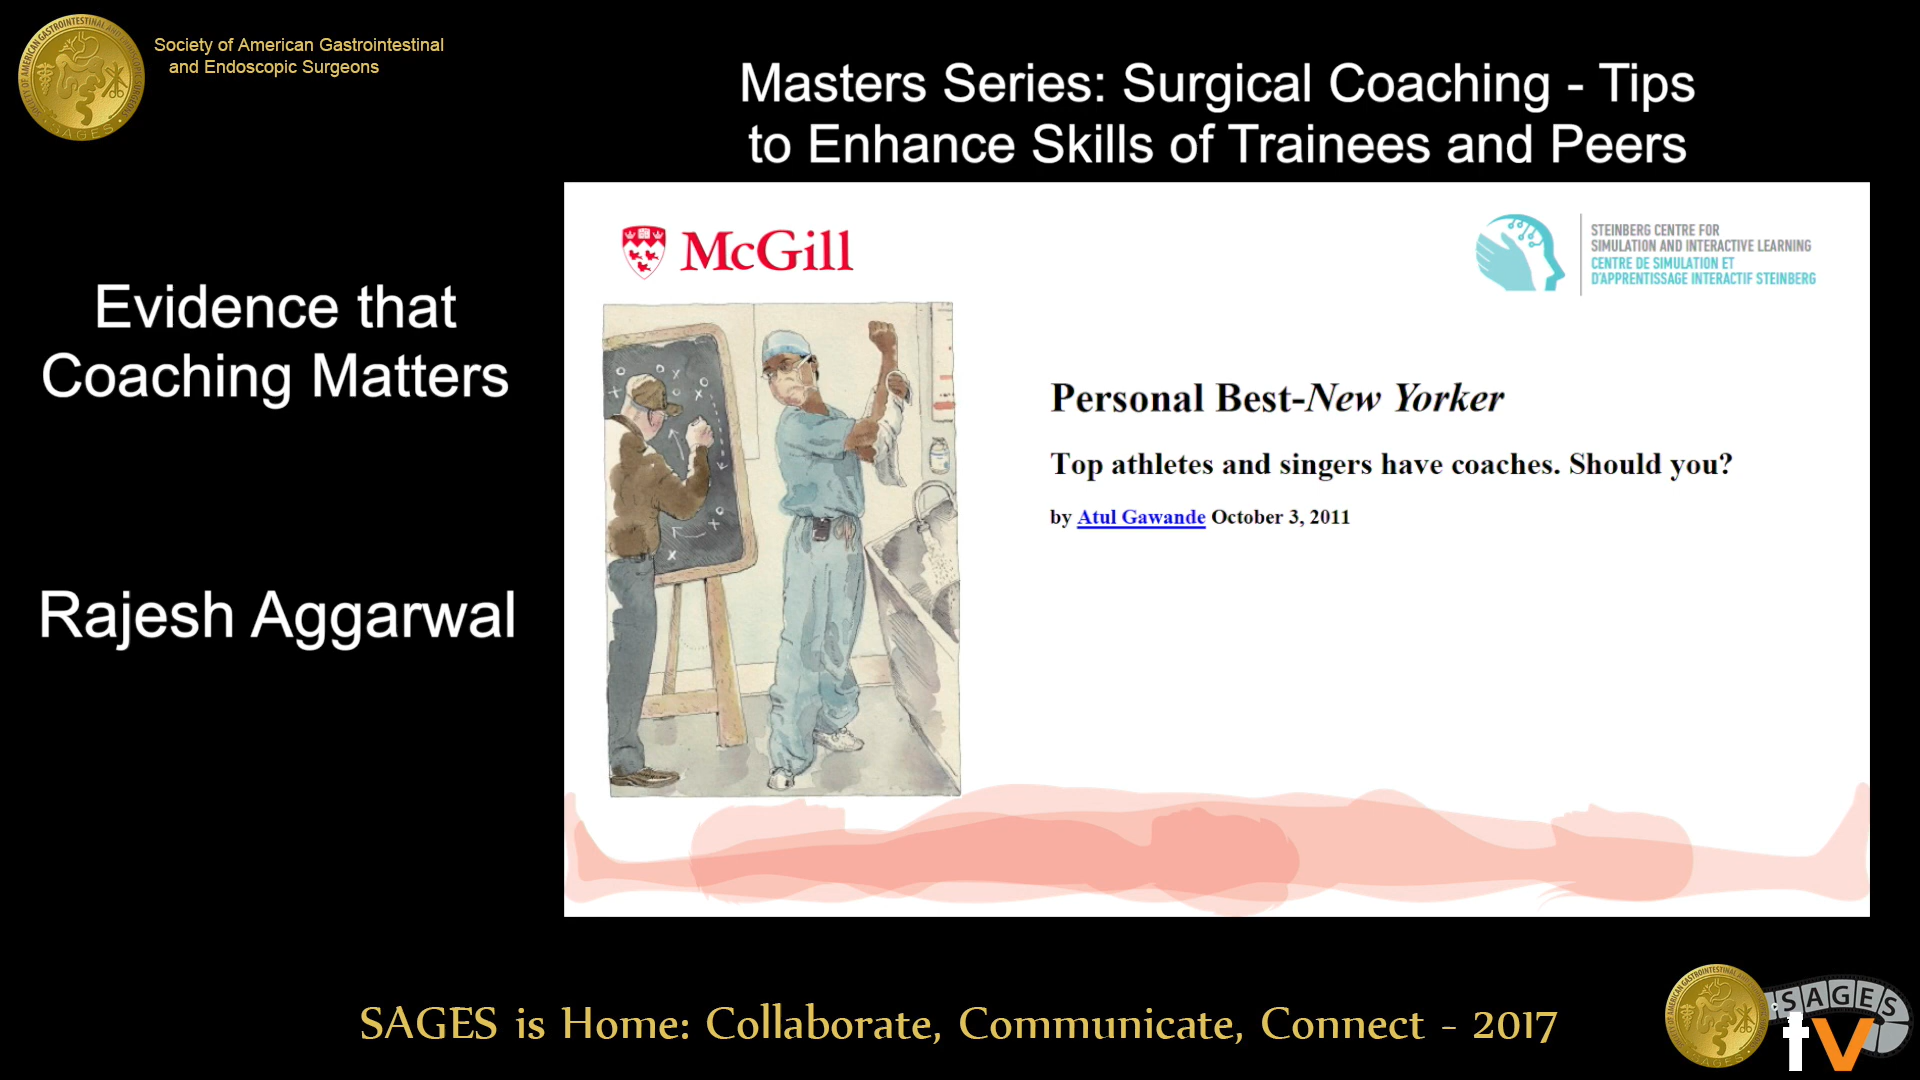 Society of American Gastrointestinal
and Endoscopic Surgeons
SAGES
Masters Series: Surgical Coaching - Tips
to Enhance Skills of Trainees and Peers
Evidence that
Coaching Matters
Rajesh Aggarwal
McGill
STEINBERG CENTRE FOR
SIMULATION AND INTERACTIVE LEARNING
CENTRE DE SIMULATION ET
D'APPRENTISSAGE INTERACTIF STEINBERG
Personal Best-New Yorker
Top athletes and singers have coaches. Should you?
by Atul Gawande October 3, 2011
SAGES is Home: Collaborate, Communicate, Connect - 2017
SAGES
tv